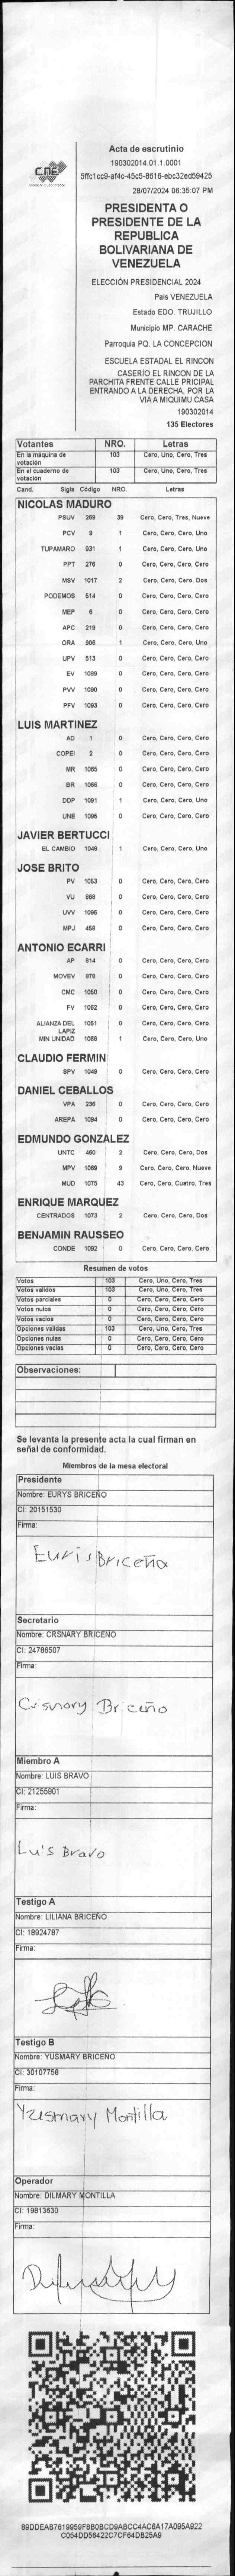 CNE
Acta de escrutinio
190302014.01.1.0001
5ffc1cc9-af4c-45c5-8616-ebc32ed59425
28/07/2024 06:35:07 PM
PRESIDENTA O
PRESIDENTE DE LA
REPUBLICA
BOLIVARIANA DE
VENEZUELA
ELECCIÓN PRESIDENCIAL 2024
País VENEZUELA
Estado EDO. TRUJILLO
Municipio MP. CARACHE
Parroquia PQ. LA CONCEPCION
ESCUELA ESTADAL EL RINCON
CASERÍO EL RINCON DE LA
PARCHITA FRENTE CALLE PRICIPAL
ENTRANDO A LA DERECHA, POR LA
VIA A MIQUIMU CASA
190302014
135 Electores
Votantes NRO. Letras
En la máquina de votación 103 Cero, Uno, Cero, Tres
En el cuaderno de votación 103 Cero, Uno, Cero, Tres
Cand. Sigla Código NRO. Letras
NICOLAS MADURO
PSUV 269 39 Cero, Cero, Tres, Nueve
PCV 9 1 Cero, Cero, Cero, Uno
TUPAMARO 931 1 Cero, Cero, Cero, Uno
PPT 276 0 Cero, Cero, Cero, Cero
MSV 1017 2 Cero, Cero, Cero, Dos
PODEMOS 514 0 Cero, Cero, Cero, Cero
MEP 6 0 Cero, Cero, Cero, Cero
APC 219 0 Cero, Cero, Cero, Cero
ORA 906 1 Cero, Cero, Cero, Uno
UPV 513 0 Cero, Cero, Cero, Cero
EV 1089 0 Cero, Cero, Cero, Cero
PVV 1090 0 Cero, Cero, Cero, Cero
PFV 1093 0 Cero, Cero, Cero, Cero
LUIS MARTINEZ
AD 1 0 Cero, Cero, Cero, Cero
COPEI 2 0 Cero, Cero, Cero, Cero
MR 1065 0 Cero, Cero, Cero, Cero
BR 1066 0 Cero, Cero, Cero, Cero
DDP 1091 1 Cero, Cero, Cero, Uno
UNE 1095 0 Cero, Cero, Cero, Cero
JAVIER BERTUCCI
EL CAMBIO 1048 1 Cero, Cero, Cero, Uno
JOSE BRITO
PV 1053 0 Cero, Cero, Cero, Cero
VU 868 0 Cero, Cero, Cero, Cero
UVV 1096 0 Cero, Cero, Cero, Cero
MPJ 458 0 Cero, Cero, Cero, Cero
ANTONIO ECARRI
AP 814 0 Cero, Cero, Cero, Cero
MOVEV 978 0 Cero, Cero, Cero, Cero
CMC 1050 0 Cero, Cero, Cero, Cero
FV 1062 0 Cero, Cero, Cero, Cero
ALIANZA DEL LAPIZ 1051 0 Cero, Cero, Cero, Cero
MIN UNIDAD 1068 1 Cero, Cero, Cero, Uno
CLAUDIO FERMIN
SPV 1049 0 Cero, Cero, Cero, Cero
DANIEL CEBALLOS
VPA 236 0 Cero, Cero, Cero, Cero
AREPA 1094 0 Cero, Cero, Cero, Cero
EDMUNDO GONZALEZ
UNTC 460 2 Cero, Cero, Cero, Dos
MPV 1069 9 Cero, Cero, Cero, Nueve
MUD 1075 43 Cero, Cero, Cuatro, Tres
ENRIQUE MARQUEZ
CENTRADOS 1073 2 Cero, Cero, Cero, Dos
BENJAMIN RAUSSEO
CONDE 1092 0 Cero, Cero, Cero, Cero
Resumen de votos
Votos 103 Cero, Uno, Cero, Tres
Votos validos 103 Cero, Uno, Cero, Tres
Votos parciales 0 Cero, Cero, Cero, Cero
Votos nulos 0 Cero, Cero, Cero, Cero
Votos vacios 0 Cero, Cero, Cero, Cero
Opciones validas 103 Cero, Uno, Cero, Tres
Opciones nulas 0 Cero, Cero, Cero, Cero
Opciones vacias 0 Cero, Cero, Cero, Cero
Observaciones:
Se levanta la presente acta la cual firman en
señal de conformidad.
Miembros de la mesa electoral
Presidente
Nombre: EURYS BRICEÑO
CI: 20151530
Firma:
Euris Briceña
Secretario
Nombre: CRSNARY BRICEÑO
CI: 24786507
Firma:
Crisnary Briceño
Miembro A
Nombre: LUIS BRAVO
CI: 21255901
Firma:
Luis Bravo
Testigo A
Nombre: LILIANA BRICEÑO
CI: 18924787
Firma:
Testigo B
Nombre: YUSMARY BRICEÑO
CI: 30107758
Firma:
Yusmary Montilla
Operador
Nombre: DILMARY MONTILLA
CI: 19813630
Firma:
89DDEAB7619959F8B0BCD9ABCC4AC6A17A095A922
C054DD56422C7CF64DB25A9